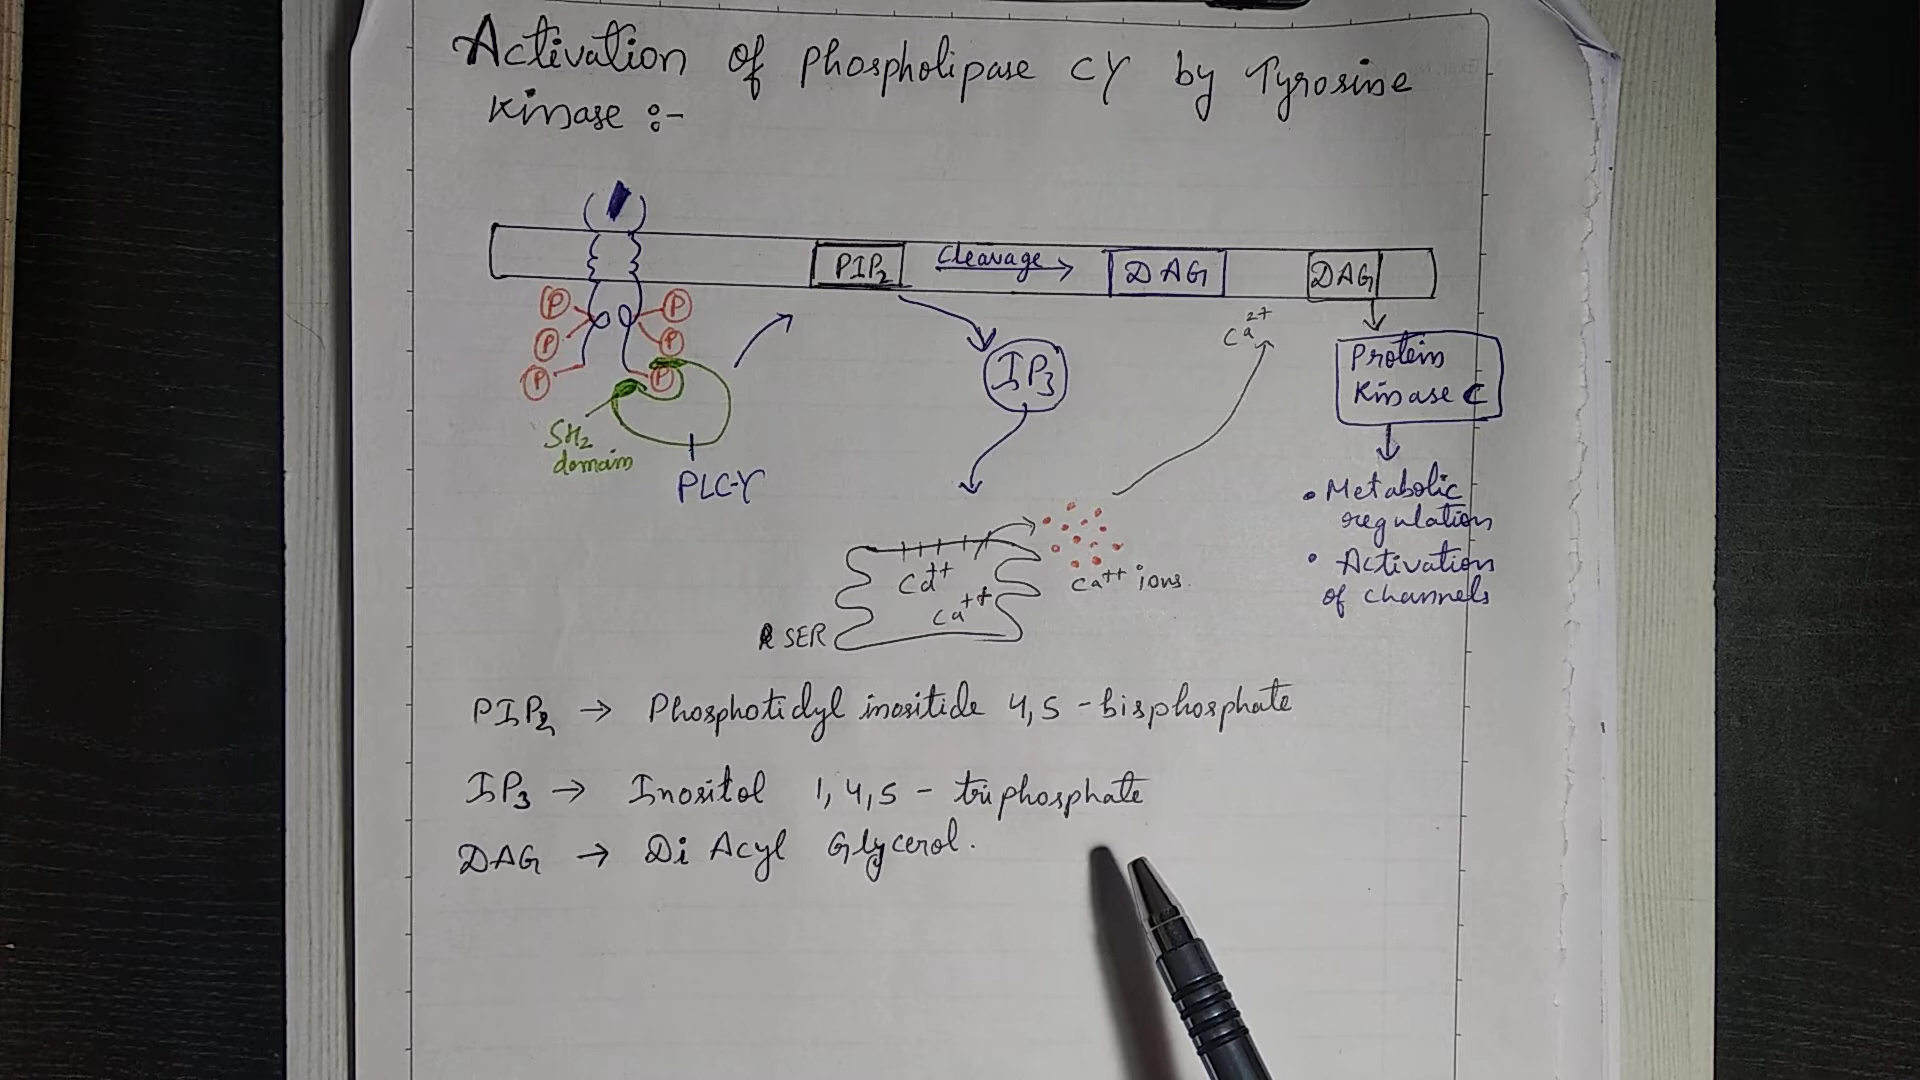 Activation of Phospholipase Cγ by Tyrosine
Kinase :-
PIP₂
Cleavage
DAG
DAG
P
P
P
P
P
P
IP₃
Ca²⁺
Protein
Kinase C
SH₂
domain
PLC-γ
• Metabolic
regulation
• Activation
of channels
Ca⁺⁺
Ca⁺⁺
Ca⁺⁺ ions.
SER
PIP₂ → Phosphotidyl inositide 4,5 - bisphosphate
IP₃ → Inositol 1,4,5 - triphosphate
DAG → Di Acyl Glycerol.